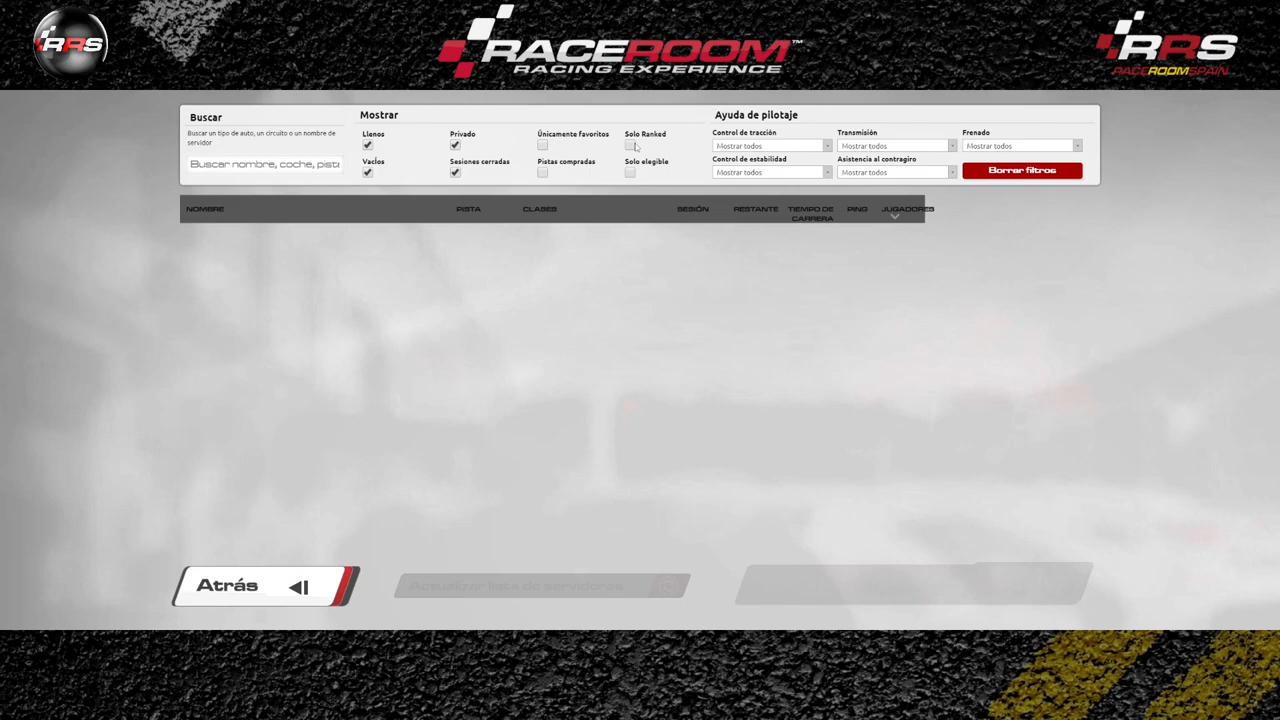 RRS
RACEROOM™
RACING EXPERIENCE
RRS
RACEROOMSPAIN
Buscar
Buscar un tipo de auto, un circuito o un nombre de
servidor
Buscar nombre, coche, pista
Mostrar
Llenos
Privado
Únicamente favoritos
Solo Ranked
Vacíos
Sesiones cerradas
Pistas compradas
Solo elegible
Ayuda de pilotaje
Control de tracción
Transmisión
Frenado
Mostrar todos
Mostrar todos
Mostrar todos
Control de estabilidad
Asistencia al contragiro
Mostrar todos
Mostrar todos
Borrar filtros
NOMBRE PISTA CLASES SESIÓN RESTANTE TIEMPO DE PING JUGADORES
CARRERA
Atrás
Actualizar lista de servidores